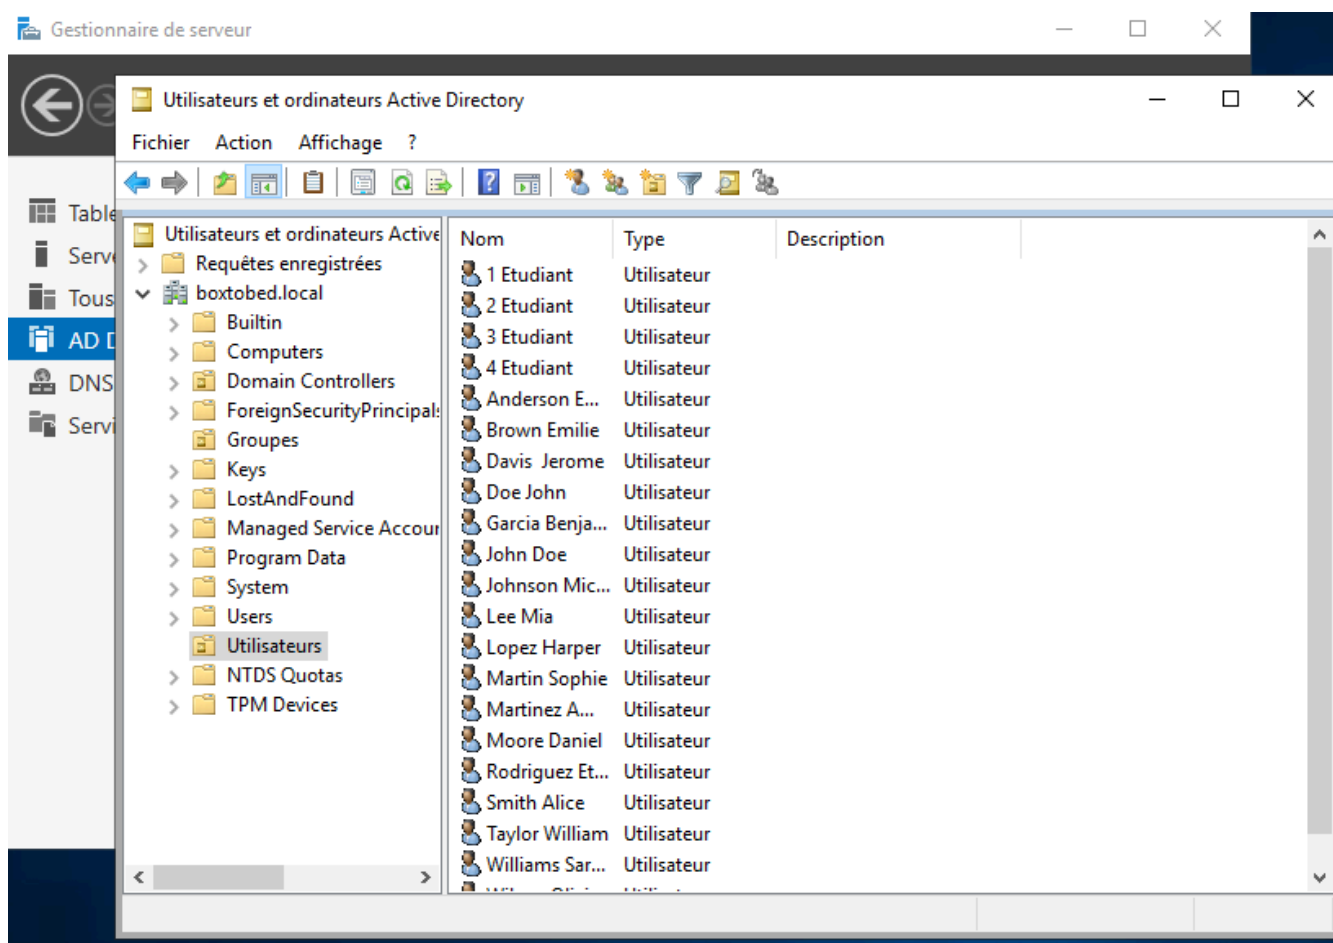 Gestionnaire de serveur
Utilisateurs et ordinateurs Active Directory
Fichier Action Affichage ?
Table
Serve
Tous
AD D
DNS
Servi
Utilisateurs et ordinateurs Active
Requêtes enregistrées
boxtobed.local
Builtin
Computers
Domain Controllers
ForeignSecurityPrincipals
Groupes
Keys
LostAndFound
Managed Service Accour
Program Data
System
Users
Utilisateurs
NTDS Quotas
TPM Devices
Nom Type Description
1 Etudiant Utilisateur
2 Etudiant Utilisateur
3 Etudiant Utilisateur
4 Etudiant Utilisateur
Anderson E... Utilisateur
Brown Emilie Utilisateur
Davis Jerome Utilisateur
Doe John Utilisateur
Garcia Benja... Utilisateur
John Doe Utilisateur
Johnson Mic... Utilisateur
Lee Mia Utilisateur
Lopez Harper Utilisateur
Martin Sophie Utilisateur
Martinez A... Utilisateur
Moore Daniel Utilisateur
Rodriguez Et... Utilisateur
Smith Alice Utilisateur
Taylor William Utilisateur
Williams Sar... Utilisateur